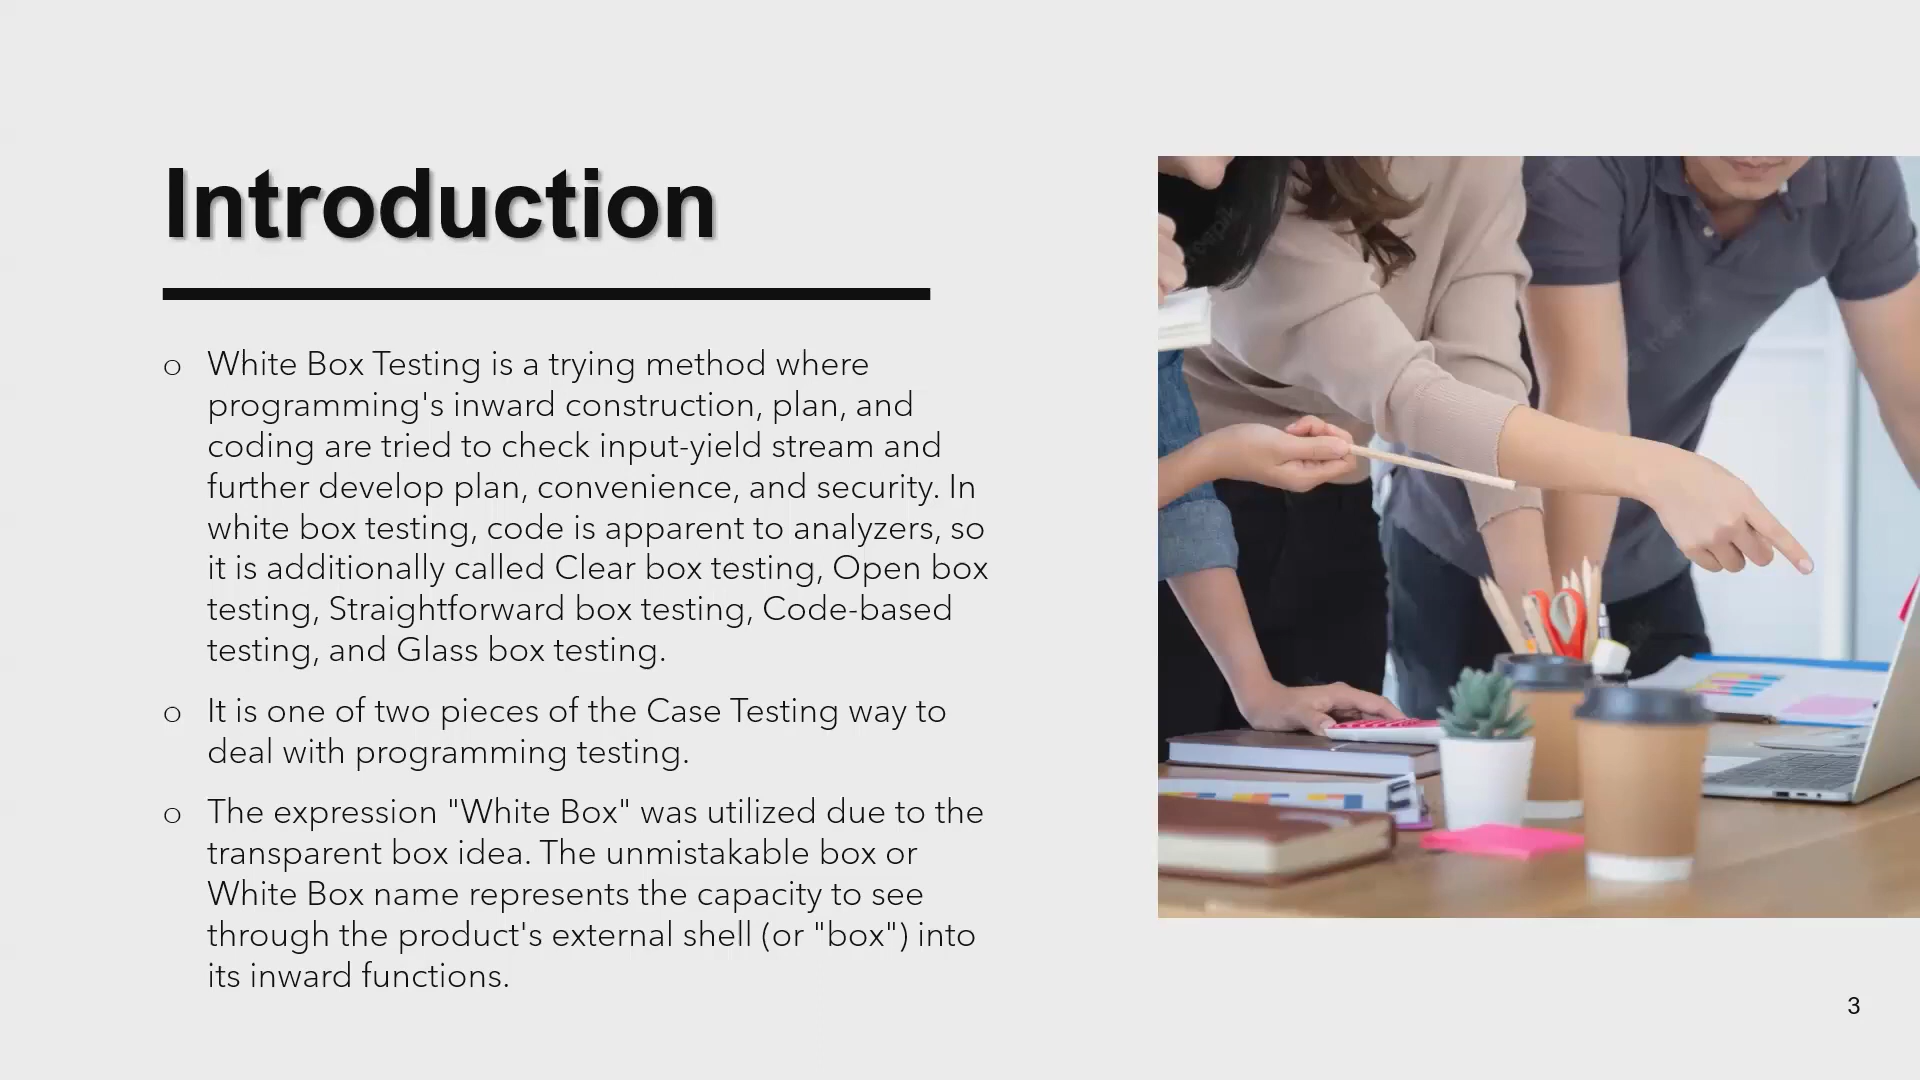 Introduction
o White Box Testing is a trying method where
programming's inward construction, plan, and
coding are tried to check input-yield stream and
further develop plan, convenience, and security. In
white box testing, code is apparent to analyzers, so
it is additionally called Clear box testing, Open box
testing, Straightforward box testing, Code-based
testing, and Glass box testing.
o It is one of two pieces of the Case Testing way to
deal with programming testing.
o The expression "White Box" was utilized due to the
transparent box idea. The unmistakable box or
White Box name represents the capacity to see
through the product's external shell (or "box") into
its inward functions.
3